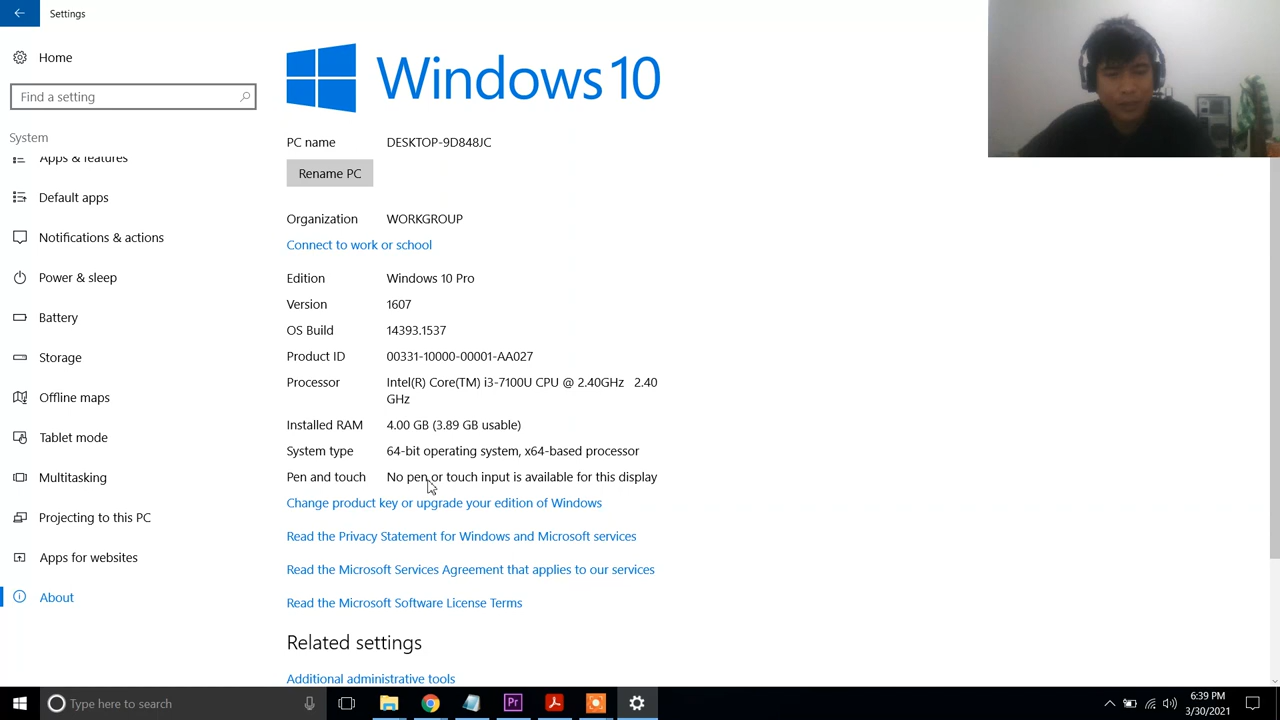 Settings
Home
Find a setting
System
Apps & features
Default apps
Notifications & actions
Power & sleep
Battery
Storage
Offline maps
Tablet mode
Multitasking
Projecting to this PC
Apps for websites
About
Windows 10
PC name DESKTOP-9D848JC
Rename PC
Organization WORKGROUP
Connect to work or school
Edition Windows 10 Pro
Version 1607
OS Build 14393.1537
Product ID 00331-10000-00001-AA027
Processor Intel(R) Core(TM) i3-7100U CPU @ 2.40GHz 2.40
GHz
Installed RAM 4.00 GB (3.89 GB usable)
System type 64-bit operating system, x64-based processor
Pen and touch No pen or touch input is available for this display
Change product key or upgrade your edition of Windows
Read the Privacy Statement for Windows and Microsoft services
Read the Microsoft Services Agreement that applies to our services
Read the Microsoft Software License Terms
Related settings
Additional administrative tools
Type here to search
Pr
6:39 PM
3/30/2021